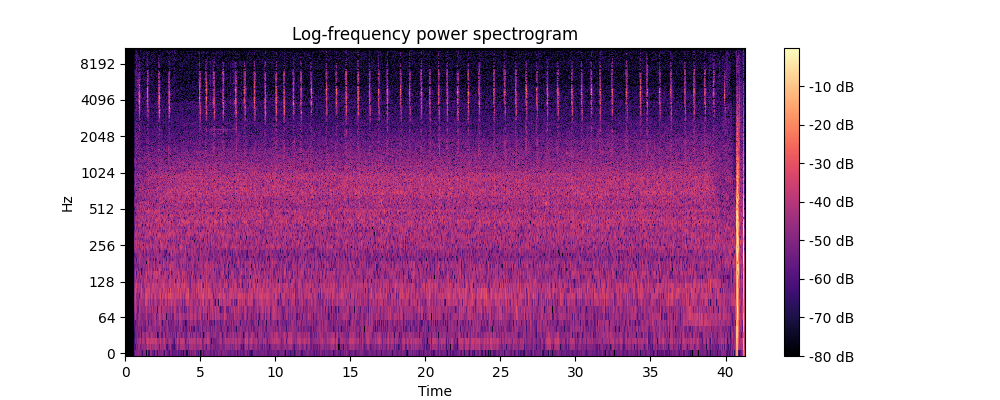 Log-frequency power spectrogram
8192
4096
2048
1024
512
256
128
64
0
Hz
0 5 10 15 20 25 30 35 40
Time
-10 dB
-20 dB
-30 dB
-40 dB
-50 dB
-60 dB
-70 dB
-80 dB